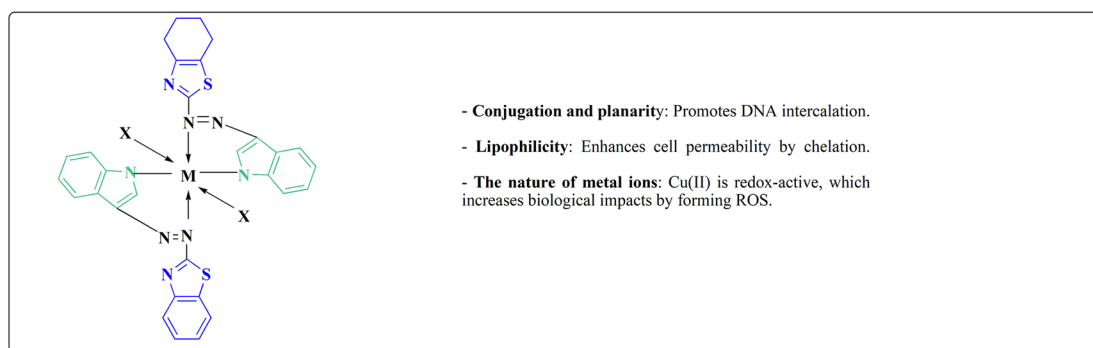 N
S
N=N
X
N
M
N
X
N=N
N
S
- Conjugation and planarity: Promotes DNA intercalation.
- Lipophilicity: Enhances cell permeability by chelation.
- The nature of metal ions: Cu(II) is redox-active, which
increases biological impacts by forming ROS.